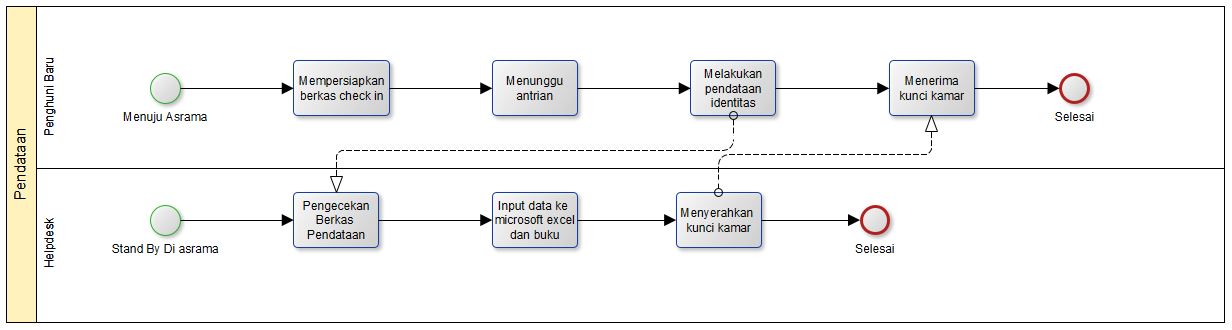 Pendataan
Penghuni Baru
Menuju Asrama
Mempersiapkan
berkas check in
Menunggu
antrian
Melakukan
pendataan
identitas
Menerima
kunci kamar
Selesai
Helpdesk
Stand By Di asrama
Pengecekan
Berkas
Pendataan
Input data ke
microsoft excel
dan buku
Menyerahkan
kunci kamar
Selesai